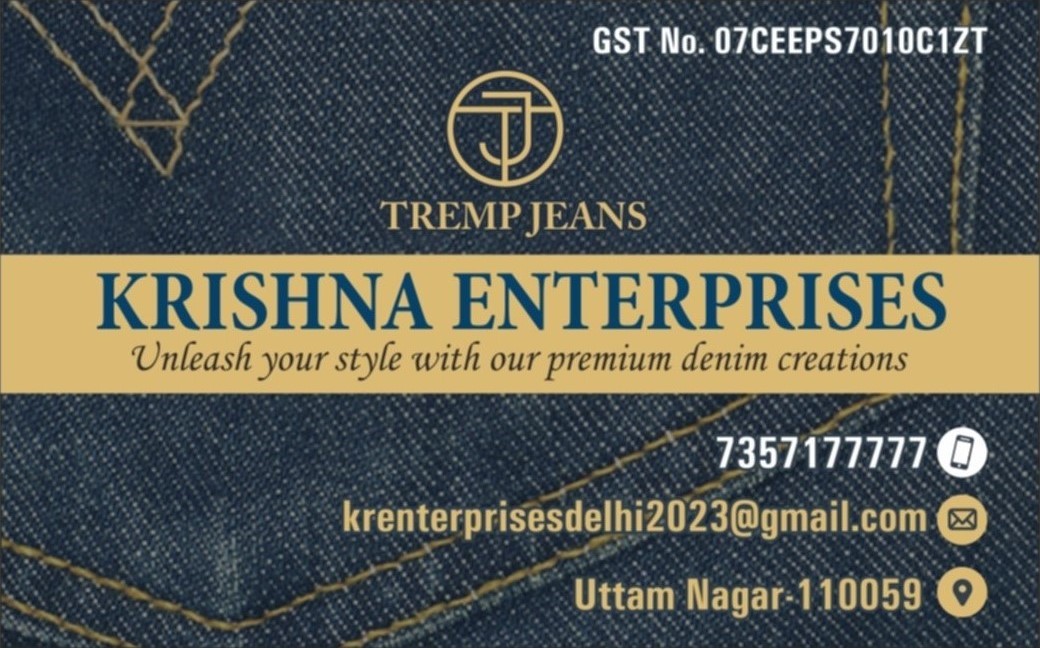 GST No. 07CEEPS7010C1ZT
TREMP JEANS
KRISHNA ENTERPRISES
Unleash your style with our premium denim creations
7357177777
krenterprisesdelhi2023@gmail.com
Uttam Nagar-110059